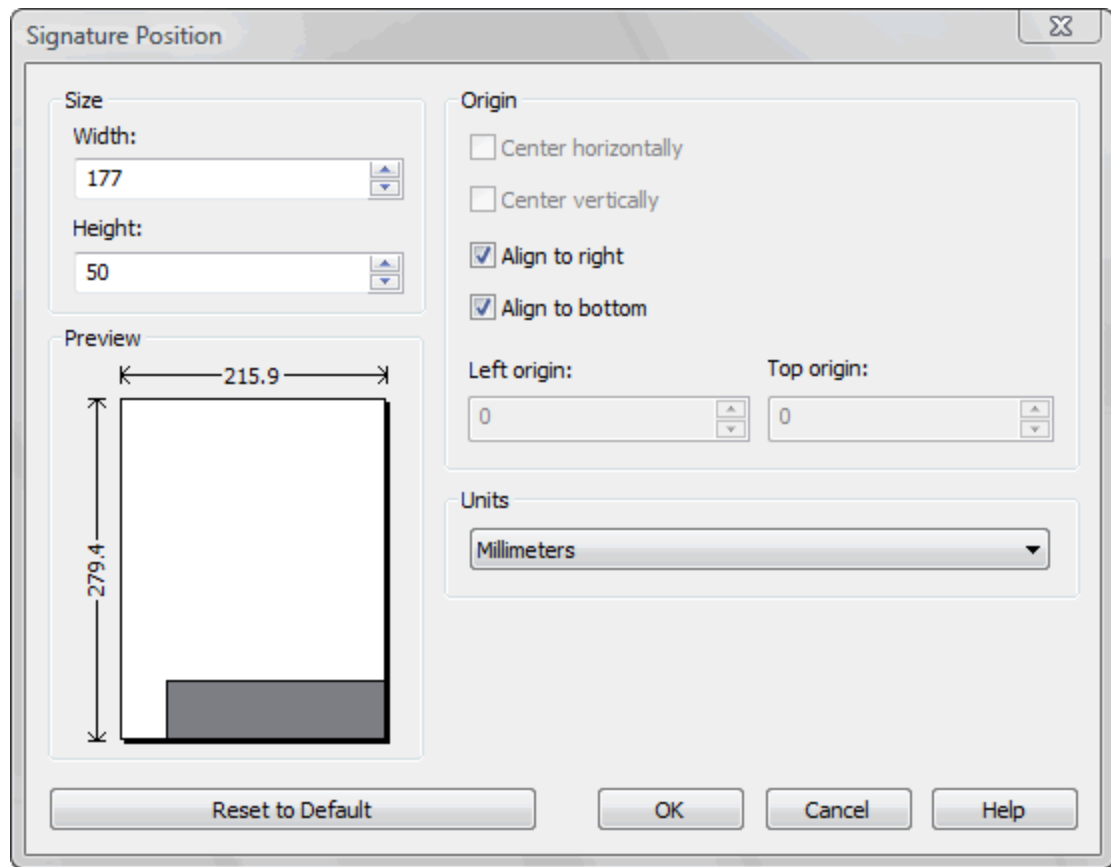 Signature Position
Size
Width:
177
Height:
50
Preview
215.9
279.4
Origin
Center horizontally
Center vertically
Align to right
Align to bottom
Left origin:
Top origin:
0
0
Units
Millimeters
Reset to Default
OK
Cancel
Help